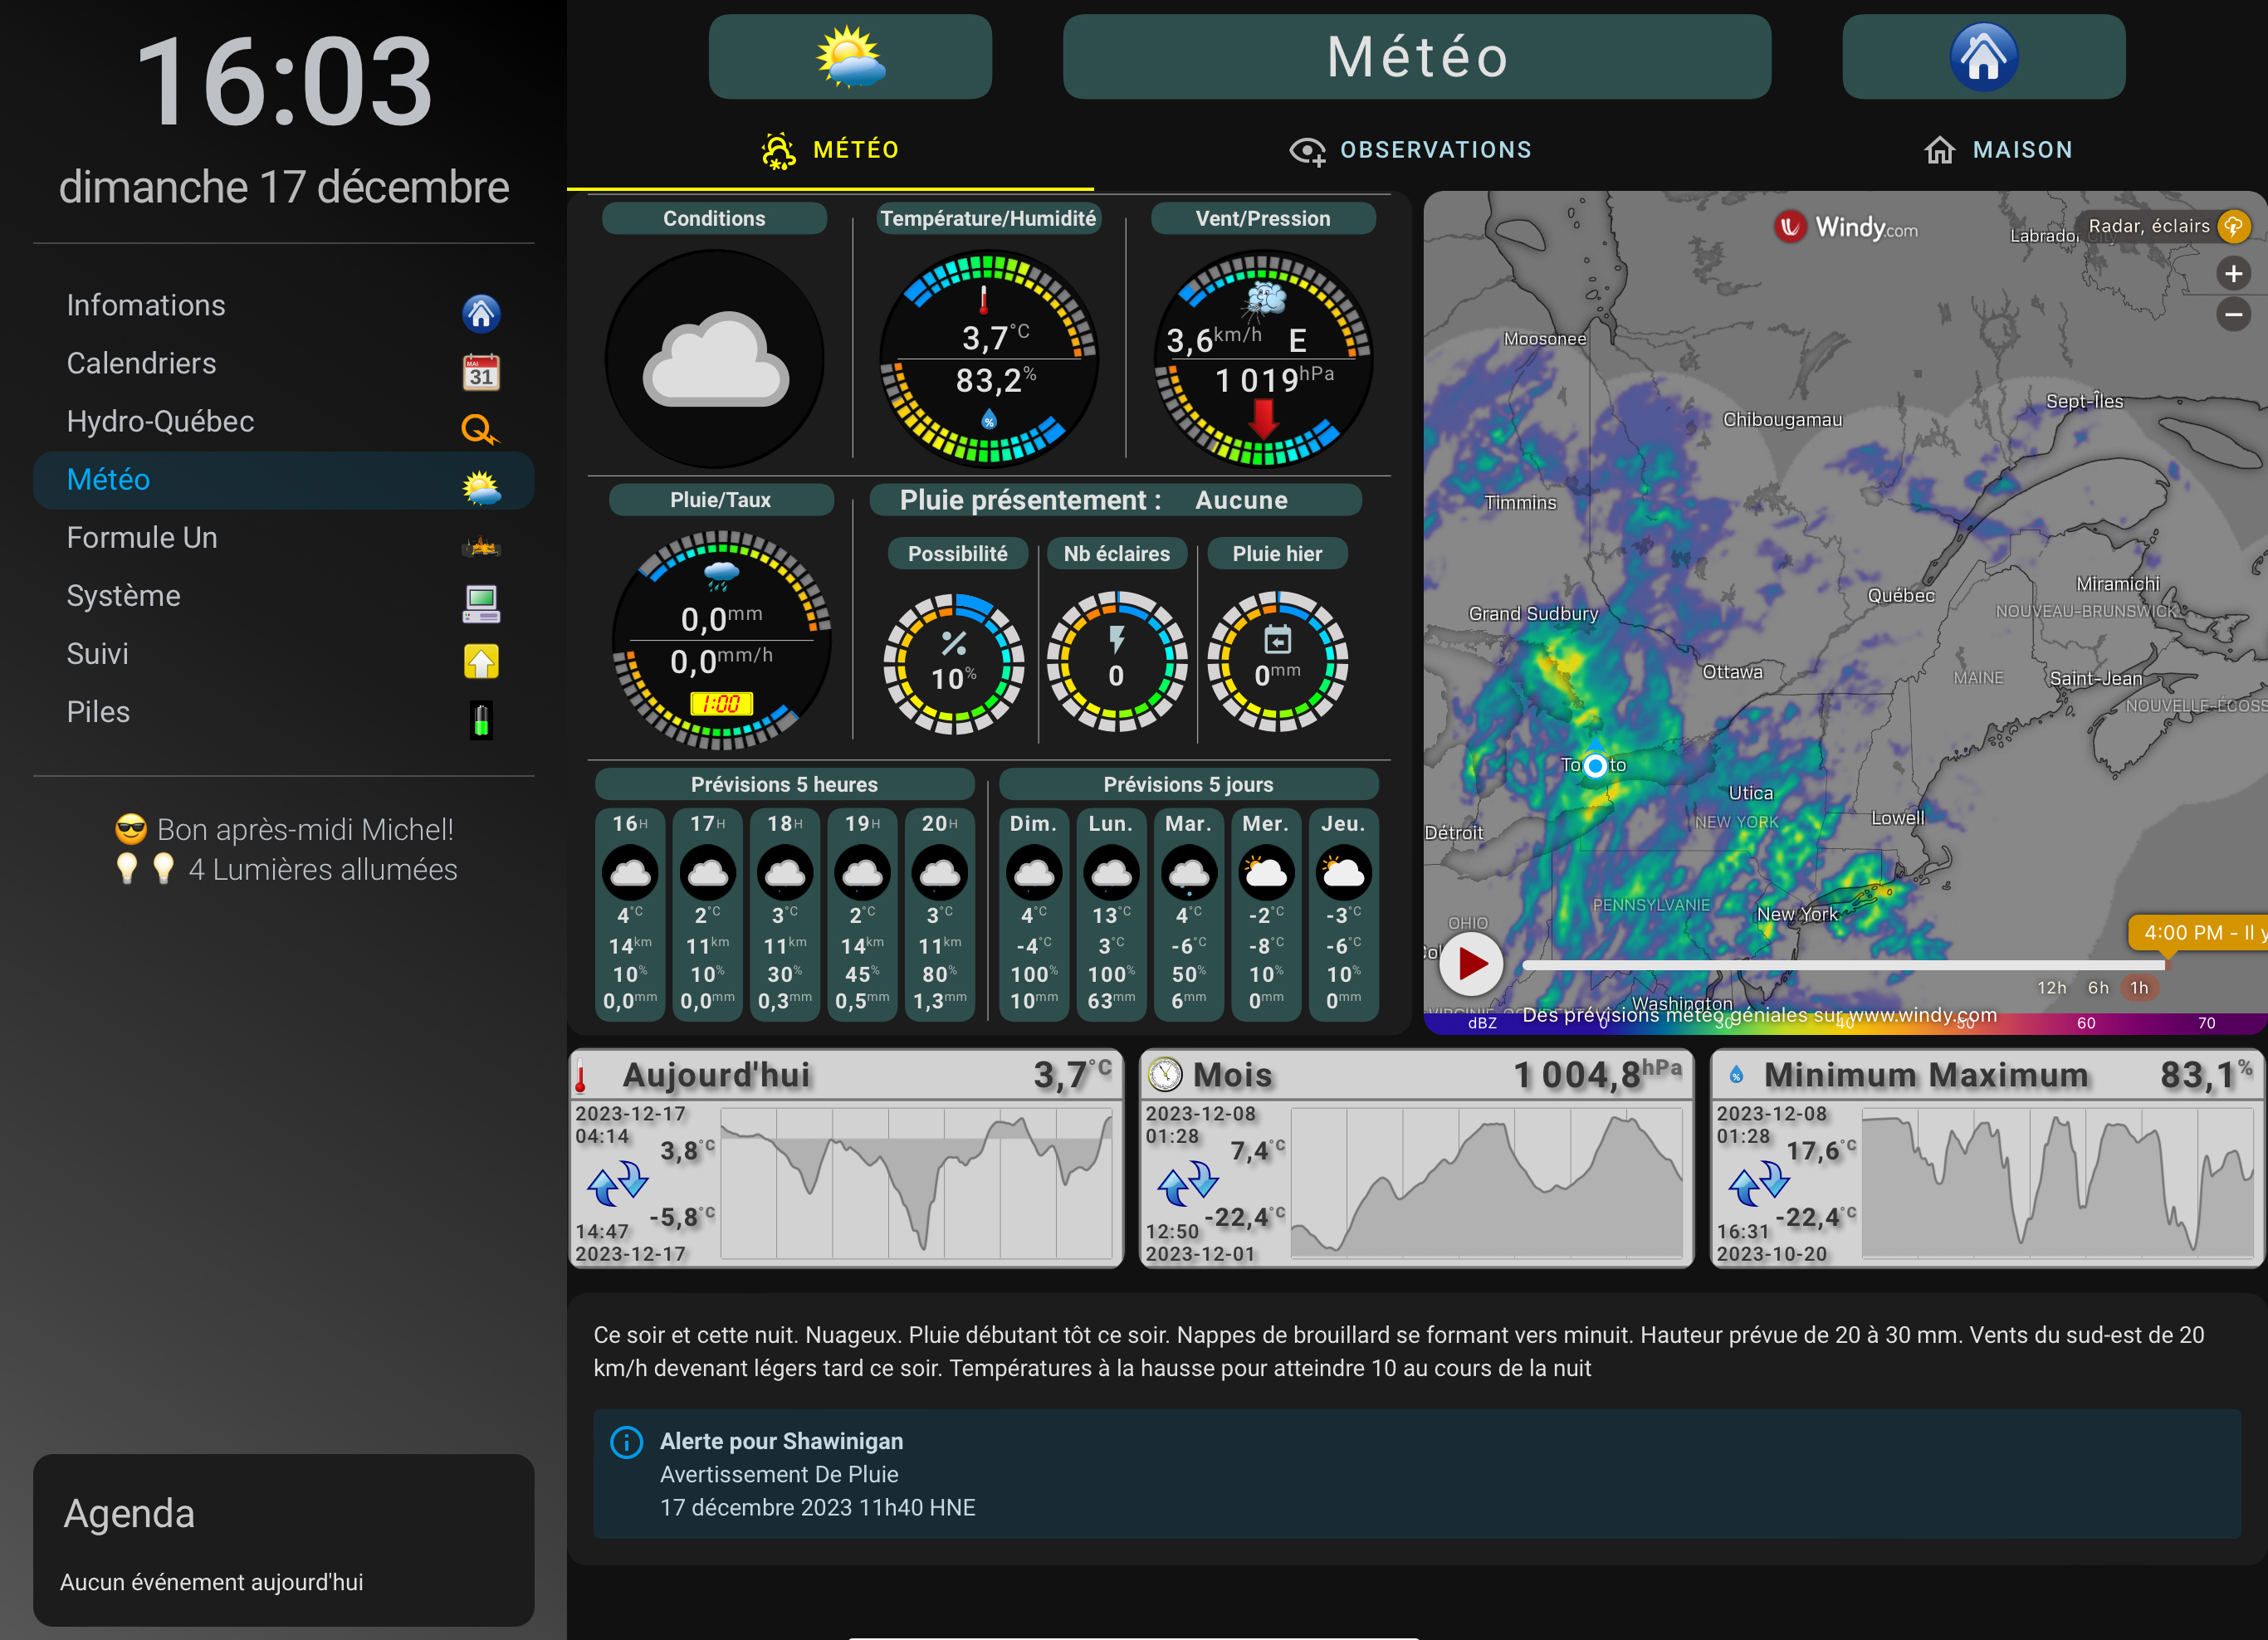 16:03
dimanche 17 décembre
Infomations
Calendriers
31
Hydro-Québec
Météo
Formule Un
Système
Suivi
Piles
Bon après-midi Michel!
4 Lumières allumées
Agenda
Aucun événement aujourd'hui
Météo
MÉTÉO
OBSERVATIONS
MAISON
Conditions
Température/Humidité
3,7°C
83,2%
Vent/Pression
3,6km/h E
1 019hPa
Pluie/Taux
0,0mm
0,0mm/h
1:00
Pluie présentement : Aucune
Possibilité
10%
Nb éclaires
0
Pluie hier
0mm
Prévisions 5 heures
16H 17H 18H 19H 20H
4°C 2°C 3°C 2°C 3°C
14km 11km 11km 14km 11km
10% 10% 30% 45% 80%
0,0mm 0,0mm 0,3mm 0,5mm 1,3mm
Prévisions 5 jours
Dim. Lun. Mar. Mer. Jeu.
4°C 13°C 4°C -2°C -3°C
-4°C 3°C -6°C -8°C -6°C
100% 100% 50% 10% 10%
10mm 63mm 6mm 0mm 0mm
Windy.com
Radar, éclairs
Labrador
+
−
Moosonee
Sept-Îles
Chibougamau
Timmins
Miramichi
Québec
NOUVEAU-BRUNSWICK
Grand Sudbury
Ottawa
MAINE
Saint-Jean
NOUVELLE-ÉCOSS
To to
Utica
NEW YORK
Lowell
Détroit
PENNSYLVANIE
New York
OHIO
4:00 PM - Il y
12h 6h 1h
Washington
Des prévisions météo géniales sur www.windy.com
dBZ 0 30 40 50 60 70
Aujourd'hui 3,7°C
2023-12-17
04:14
3,8°C
-5,8°C
14:47
2023-12-17
Mois 1 004,8hPa
2023-12-08
01:28
7,4°C
-22,4°C
12:50
2023-12-01
Minimum Maximum 83,1%
2023-12-08
01:28
17,6°C
-22,4°C
16:31
2023-10-20
Ce soir et cette nuit. Nuageux. Pluie débutant tôt ce soir. Nappes de brouillard se formant vers minuit. Hauteur prévue de 20 à 30 mm. Vents du sud-est de 20
km/h devenant légers tard ce soir. Températures à la hausse pour atteindre 10 au cours de la nuit
Alerte pour Shawinigan
Avertissement De Pluie
17 décembre 2023 11h40 HNE